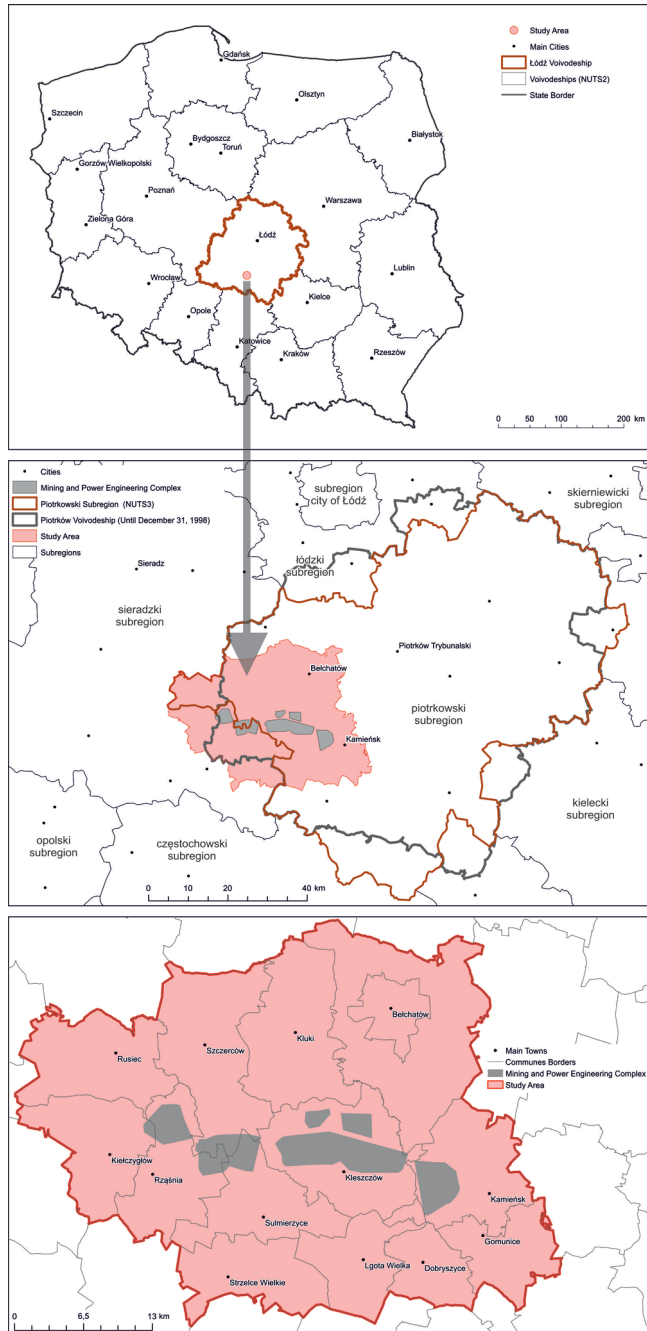 Gdańsk
Olsztyn
Szczecin
Białystok
Bydgoszcz
Toruń
Gorzów Wielkopolski
Poznań
Warszawa
Zielona Góra
Łódź
Lublin
Wrocław
Kielce
Opole
Katowice
Kraków
Rzeszów
Study Area
Main Cities
Łódź Voivodeship
Voivodeships (NUTS2)
State Border
0 50 100 200 km
Cities
Mining and Power Engineering Complex
Piotrkowski Subregion (NUTS3)
Piotrków Voivodeship (Until December 31, 1998)
Study Area
Subregions
subregion
city of Łódź
skierniewicki
subregion
łódzki
subregion
Sieradz
sieradzki
subregion
Piotrków Trybunalski
Bełchatów
piotrkowski
subregion
Kamieńsk
kielecki
subregion
opolski
subregion
częstochowski
subregion
0 10 20 40 km
Bełchatów
Kluki
Szczerców
Rusiec
Main Towns
Communes Borders
Mining and Power Engineering Complex
Study Area
Kiełczygłów
Rząśnia
Kleszczów
Kamieńsk
Sulmierzyce
Gomunice
Lgota Wielka
Dobryszyce
Strzelce Wielkie
0 6,5 13 km